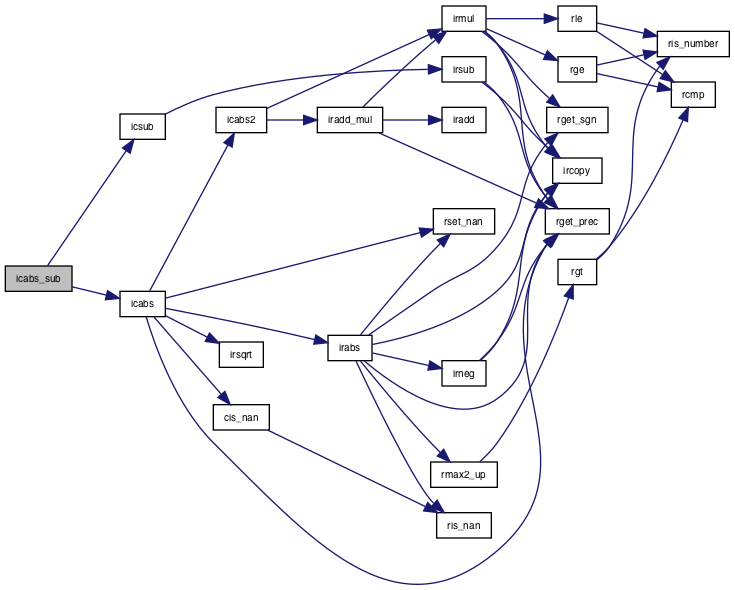 irmul
rle
ris_number
irsub
rge
rcmp
icsub
icabs2
iradd_mul
iradd
rget_sgn
ircopy
rset_nan
rget_prec
icabs_sub
icabs
rgt
irsqrt
irabs
irneg
cis_nan
rmax2_up
ris_nan